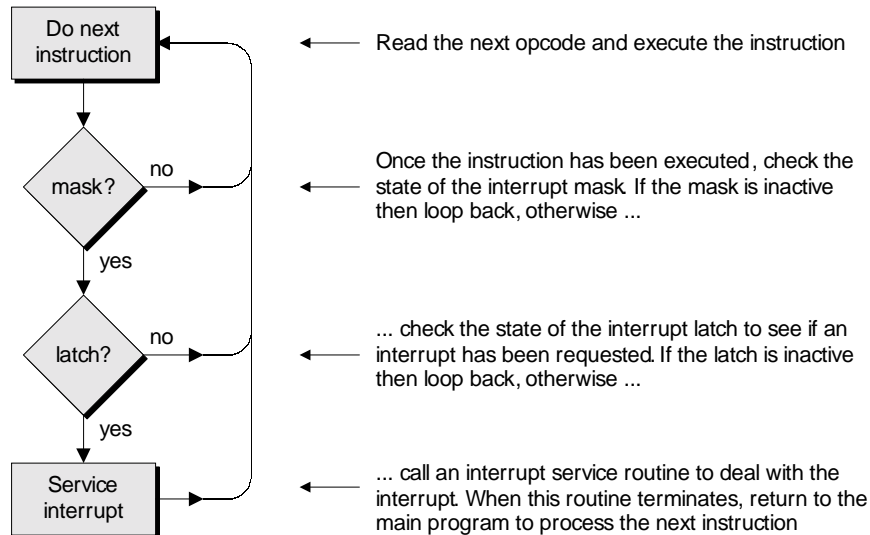 Do next
instruction
Read the next opcode and execute the instruction
mask?
no
yes
Once the instruction has been executed, check the
state of the interrupt mask. If the mask is inactive
then loop back, otherwise ...
latch?
no
yes
... check the state of the interrupt latch to see if an
interrupt has been requested. If the latch is inactive
then loop back, otherwise ...
Service
interrupt
... call an interrupt service routine to deal with the
interrupt. When this routine terminates, return to the
main program to process the next instruction